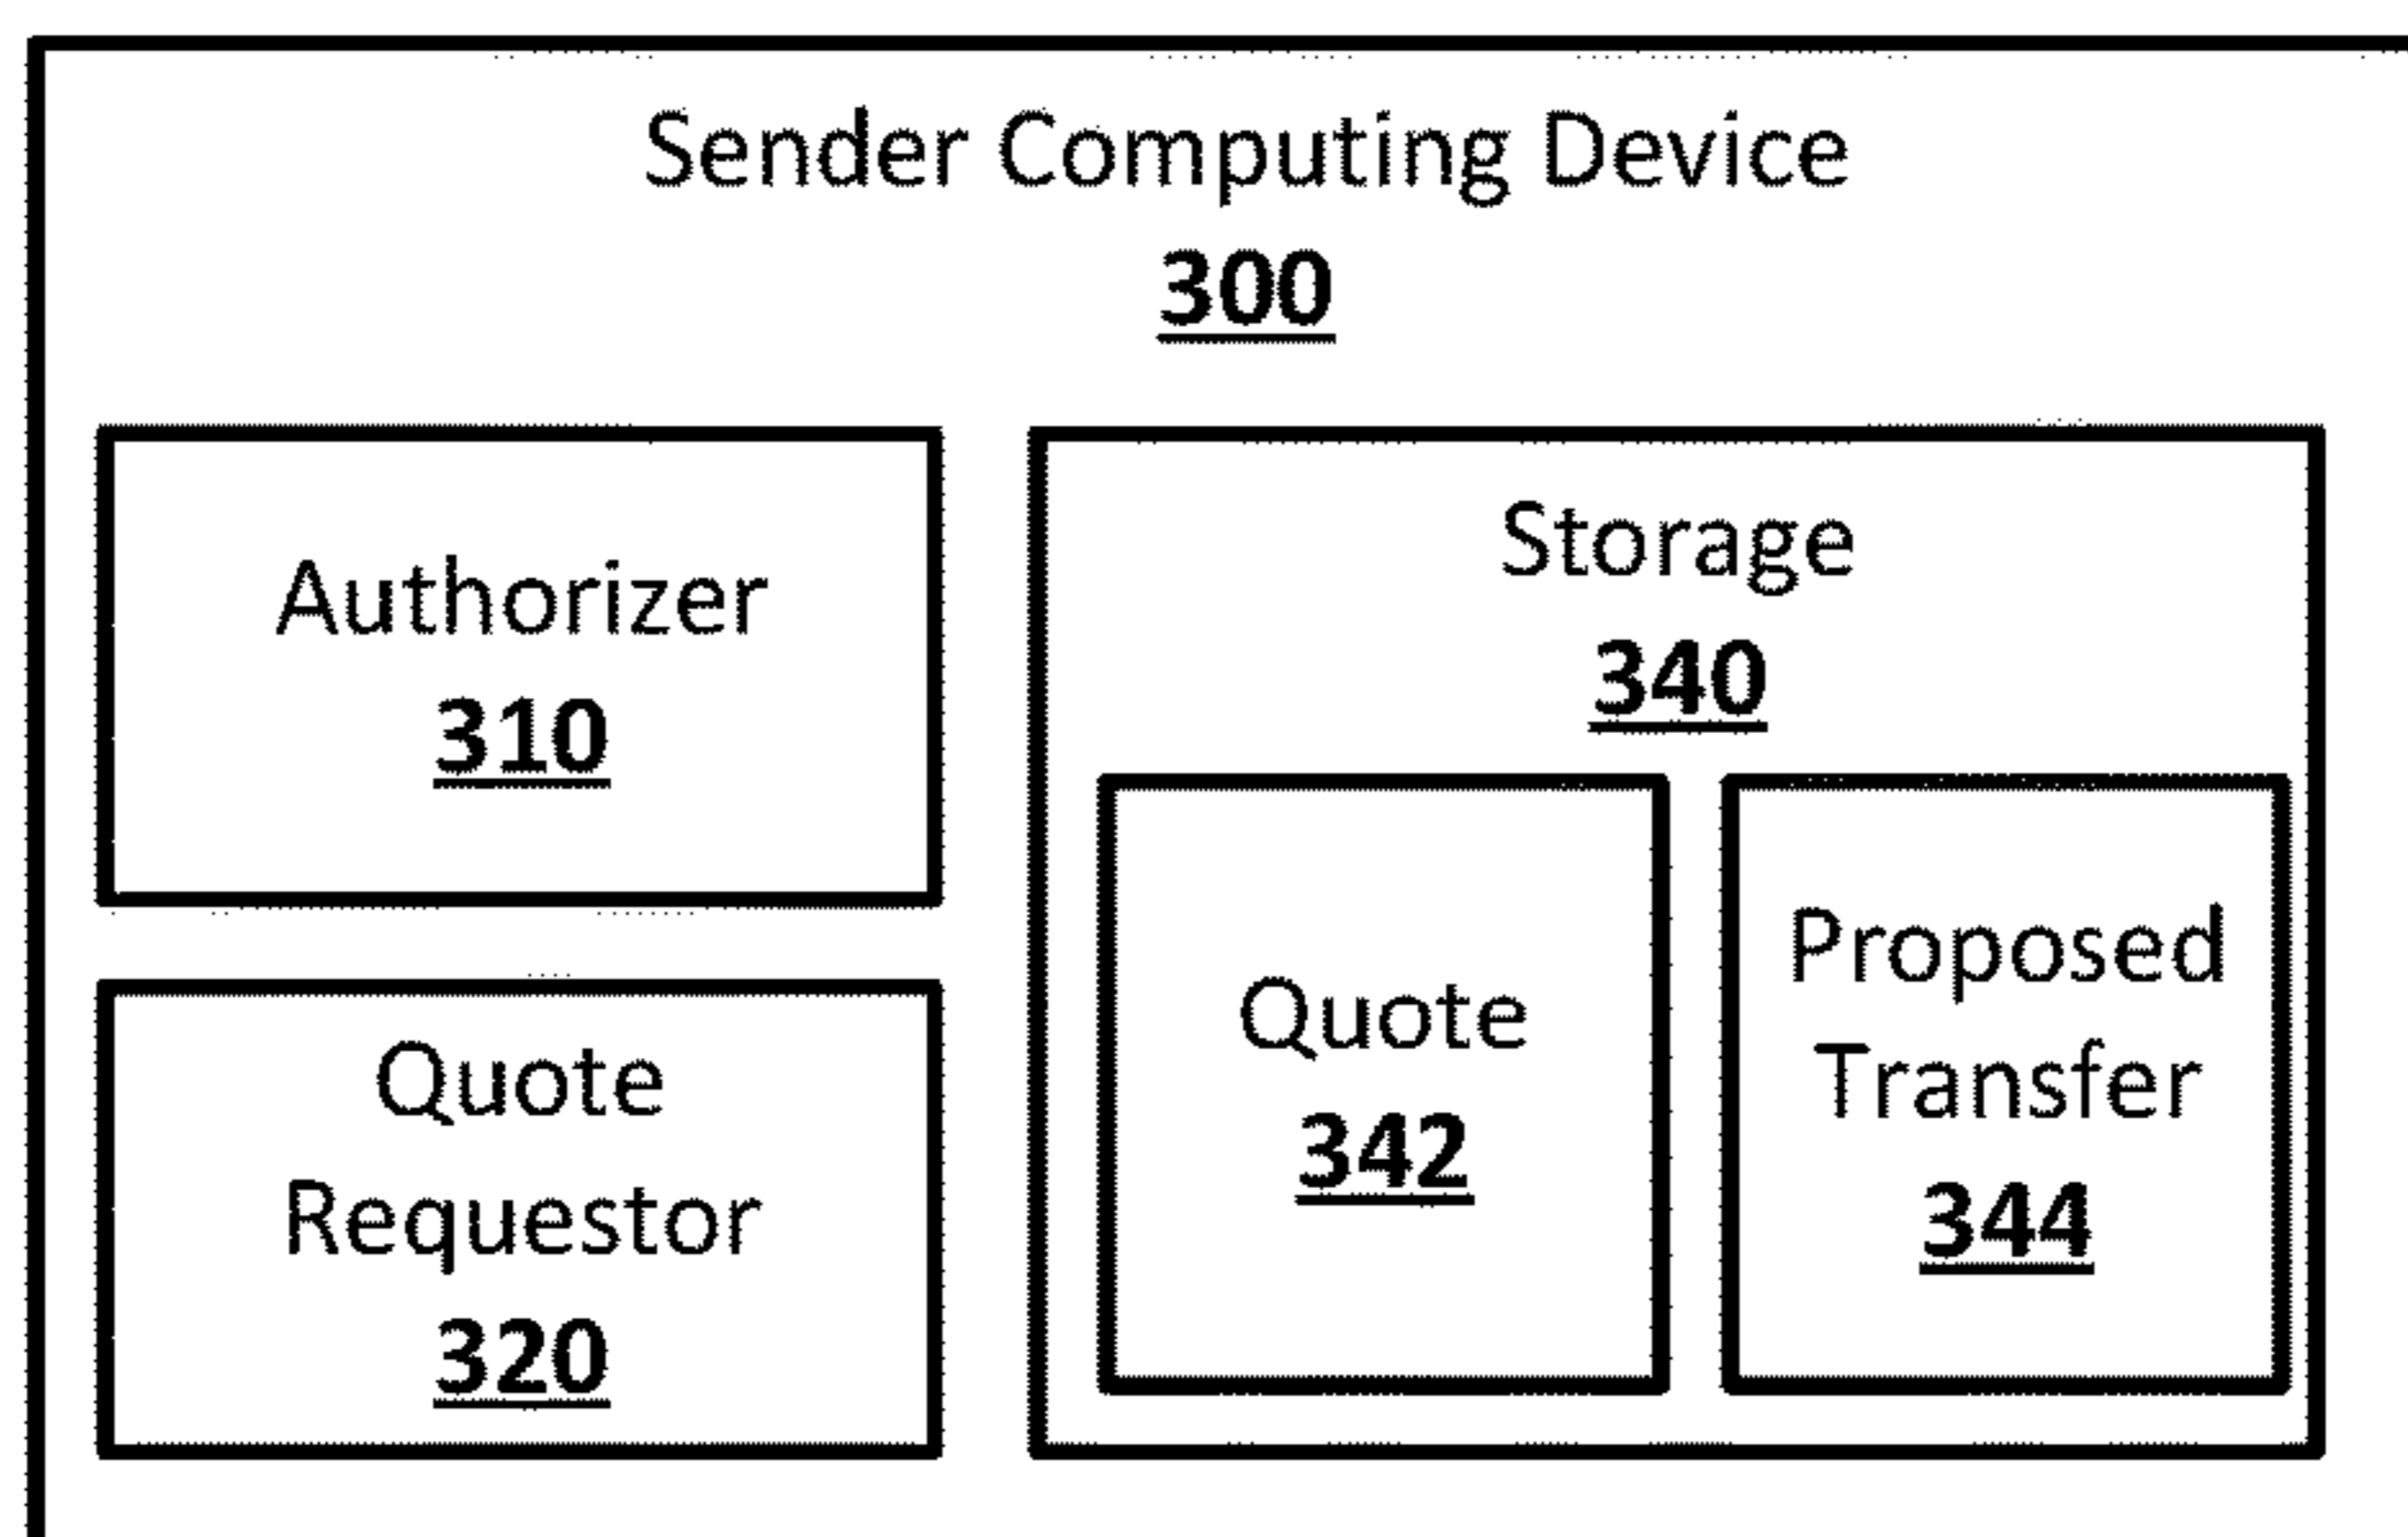 Sender Computing Device
300
Authorizer
310
Quote
Requestor
320
Storage
340
Quote
342
Proposed
Transfer
344